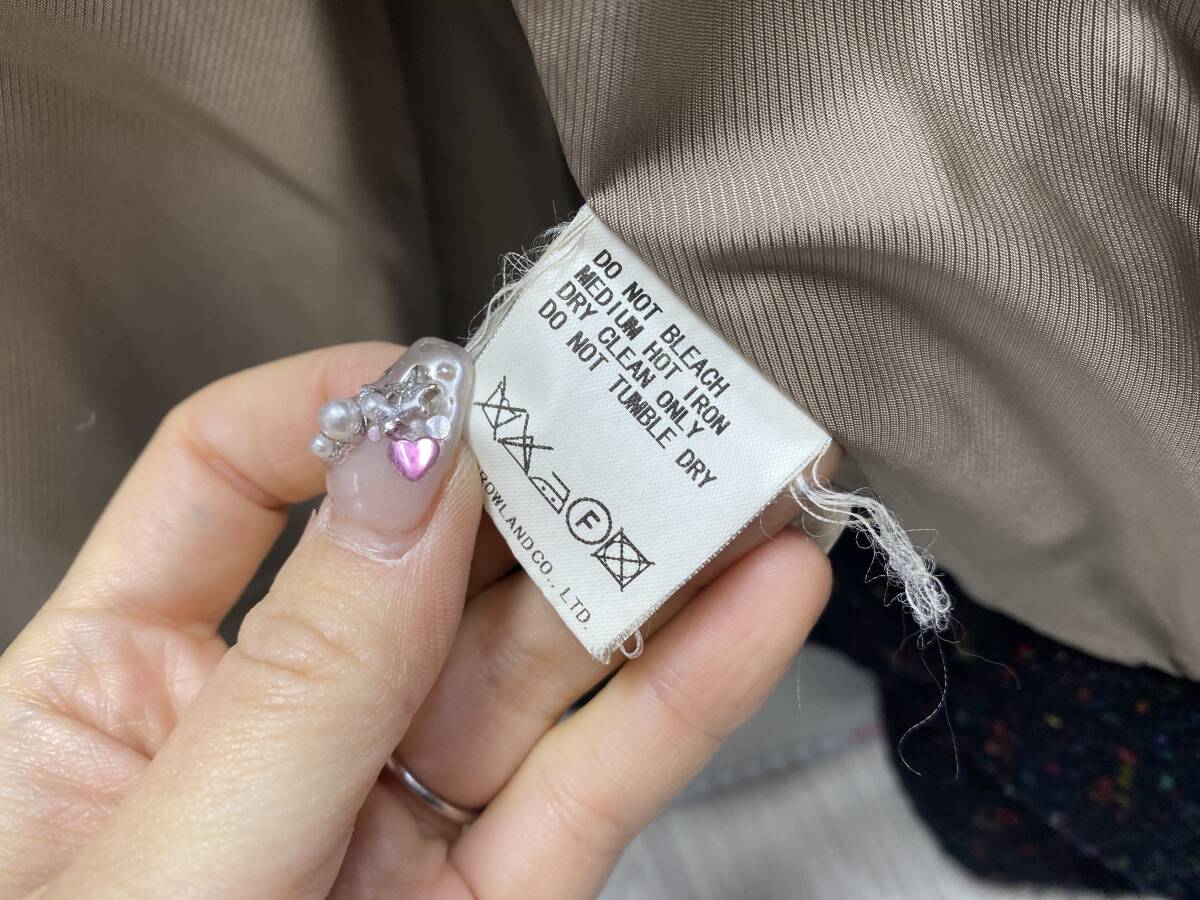 DO NOT BLEACH
MEDIUM HOT IRON
DRY CLEAN ONLY
DO NOT TUMBLE DRY
F
ROWLAND CO., LTD.